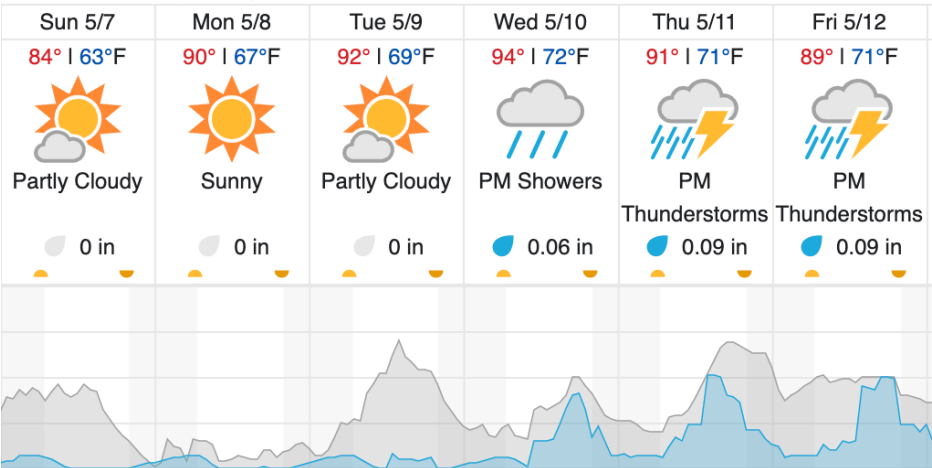 Sun 5/7
Mon 5/8
Tue 5/9
Wed 5/10
Thu 5/11
Fri 5/12
84° | 63°F
90° | 67°F
92° | 69°F
94° | 72°F
91° | 71°F
89° | 71°F
Partly Cloudy
Sunny
Partly Cloudy
PM Showers
PM
Thunderstorms
PM
Thunderstorms
0 in
0 in
0 in
0.06 in
0.09 in
0.09 in